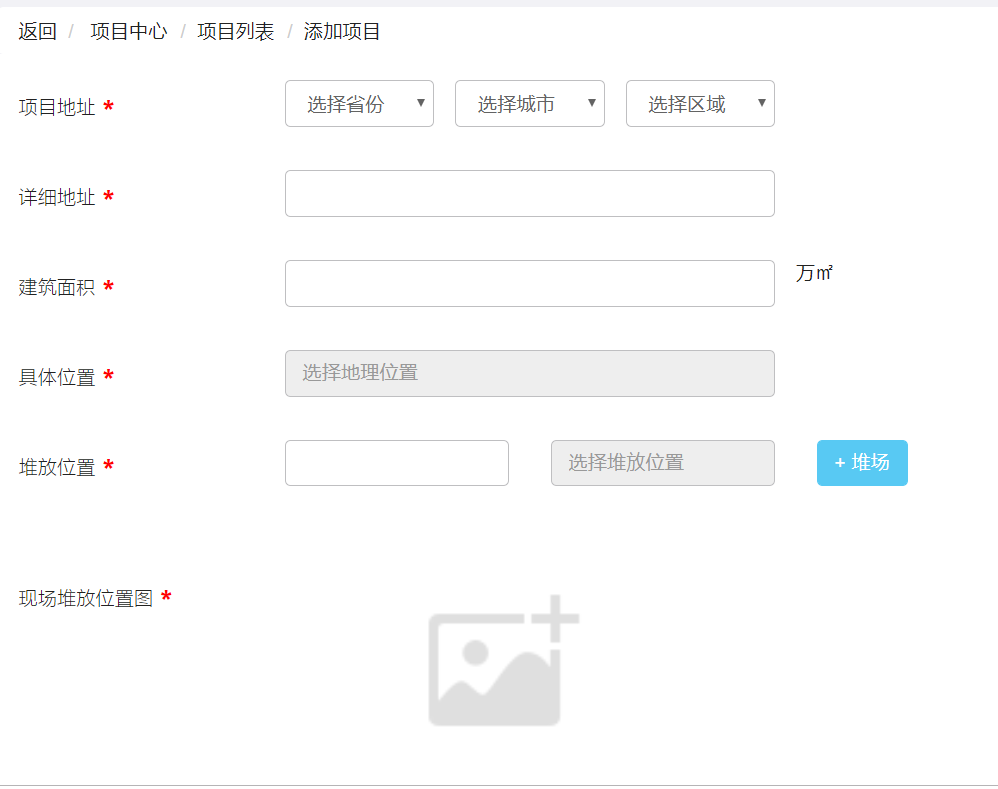 返回 / 项目中心 / 项目列表 / 添加项目
项目地址 * 选择省份 ▼ 选择城市 ▼ 选择区域 ▼
详细地址 *
建筑面积 * 万㎡
具体位置 * 选择地理位置
堆放位置 * 选择堆放位置 + 堆场
现场堆放位置图 *